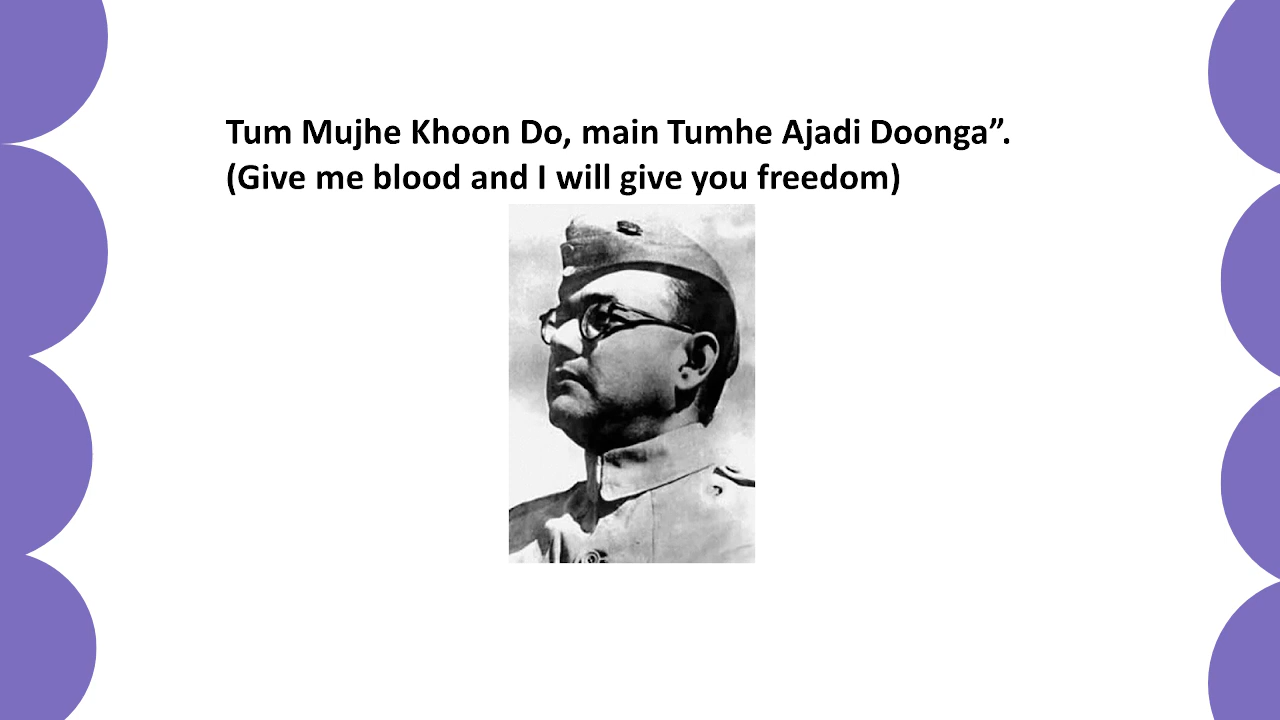 Tum Mujhe Khoon Do, main Tumhe Ajadi Doonga”.
(Give me blood and I will give you freedom)